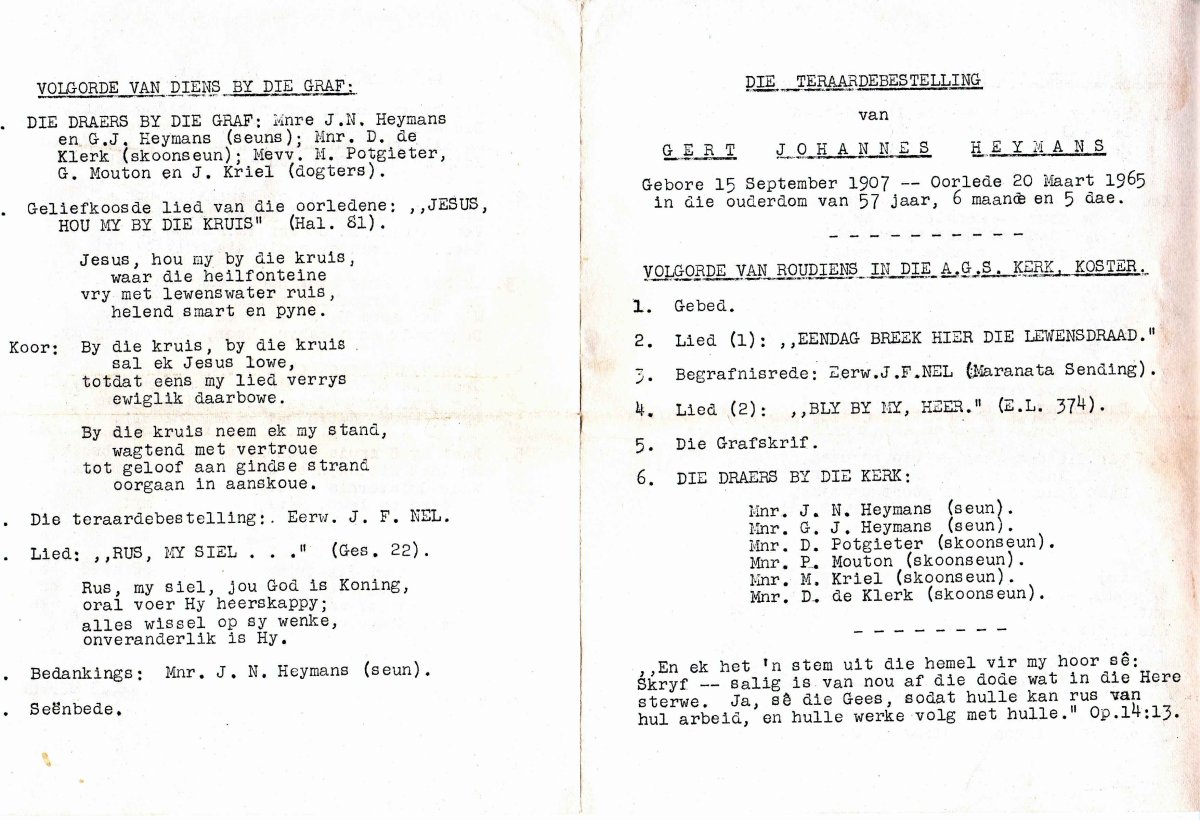 VOLGORDE VAN DIENS BY DIE GRAF:
. DIE DRAERS BY DIE GRAF: Mnre J.N. Heymans
en G.J. Heymans (seuns); Mnr. D. de
Klerk (skoonseun); Mevv. M. Potgieter,
G. Mouton en J. Kriel (dogters).
. Geliefkoosde lied van die oorledene: ,,JESUS,
HOU MY BY DIE KRUIS" (Hal. 81).
Jesus, hou my by die kruis,
waar die heilfonteine
vry met lewenswater ruis,
helend smart en pyne.
Koor: By die kruis, by die kruis
sal ek Jesus lowe,
totdat eens my lied verrys
ewiglik daarbowe.
By die kruis neem ek my stand,
wagtend met vertroue
tot geloof aan gindse strand
oorgaan in aanskoue.
. Die teraardebestelling:. Eerw. J. F. NEL.
. Lied: ,,RUS, MY SIEL . . ." (Ges. 22).
Rus, my siel, jou God is Koning,
oral voer Hy heerskappy;
alles wissel op sy wenke,
onveranderlik is Hy.
. Bedankings: Mnr. J. N. Heymans (seun).
. Seënbede.
DIE TERAARDEBESTELLING
van
GERT JOHANNES HEYMANS
Gebore 15 September 1907 -- Oorlede 20 Maart 1965
in die ouderdom van 57 jaar, 6 maande en 5 dae.
- - - - - - - - - -
VOLGORDE VAN ROUDIENS IN DIE A.G.S. KERK, KOSTER.
1. Gebed.
2. Lied (1): ,,EENDAG BREEK HIER DIE LEWENSDRAAD."
3. Begrafnisrede: Eerw.J.F.NEL (Maranata Sending).
4. Lied (2): ,,BLY BY MY, HEER." (E.L. 374).
5. Die Grafskrif.
6. DIE DRAERS BY DIE KERK:
Mnr. J. N. Heymans (seun).
Mnr. G. J. Heymans (seun).
Mnr. D. Potgieter (skoonseun).
Mnr. P. Mouton (skoonseun).
Mnr. M. Kriel (skoonseun).
Mnr. D. de Klerk (skoonseun).
- - - - - - - -
,,En ek het 'n stem uit die hemel vir my hoor sê:
Skryf -- salig is van nou af die dode wat in die Here
sterwe. Ja, sê die Gees, sodat hulle kan rus van
hul arbeid, en hulle werke volg met hulle." Op.14:13.